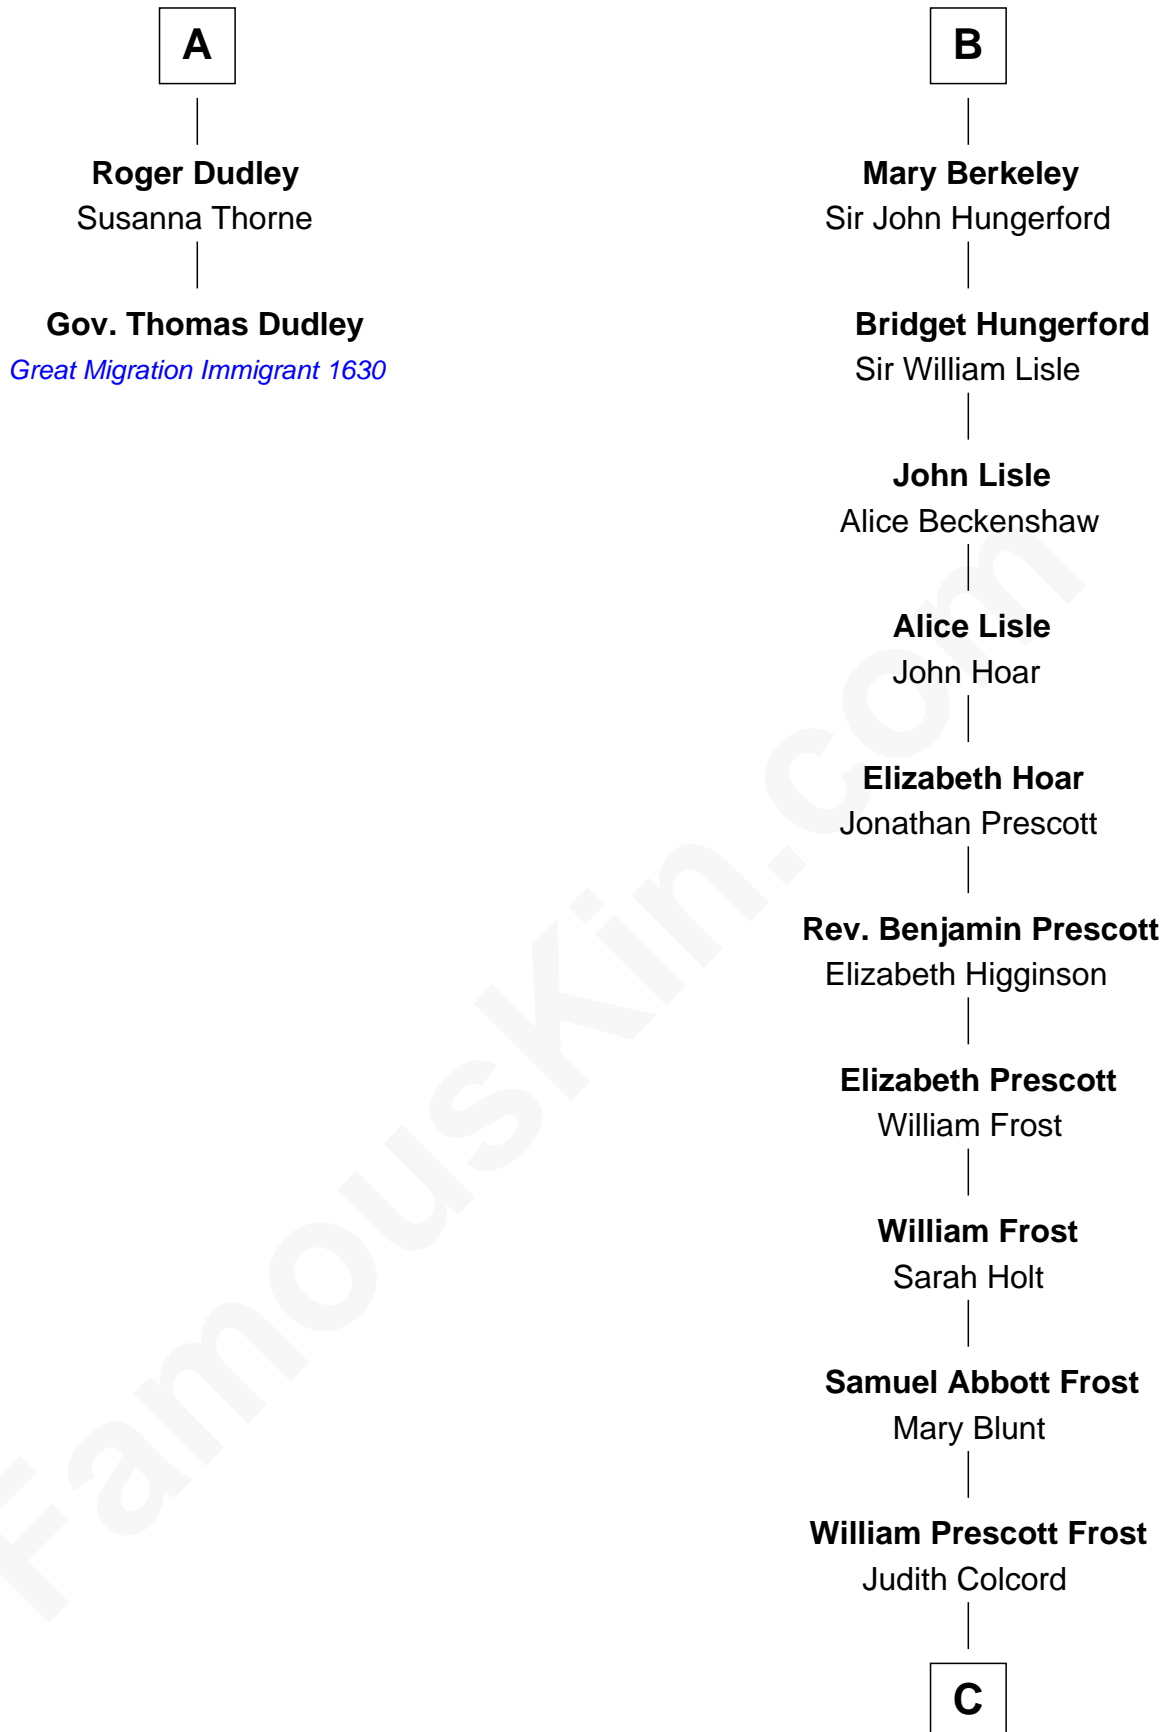 A
Roger Dudley
Susanna Thorne
Gov. Thomas Dudley
Great Migration Immigrant 1630
B
Mary Berkeley
Sir John Hungerford
Bridget Hungerford
Sir William Lisle
John Lisle
Alice Beckenshaw
Alice Lisle
John Hoar
Elizabeth Hoar
Jonathan Prescott
Rev. Benjamin Prescott
Elizabeth Higginson
Elizabeth Prescott
William Frost
William Frost
Sarah Holt
Samuel Abbott Frost
Mary Blunt
William Prescott Frost
Judith Colcord
C
FamousKin.com